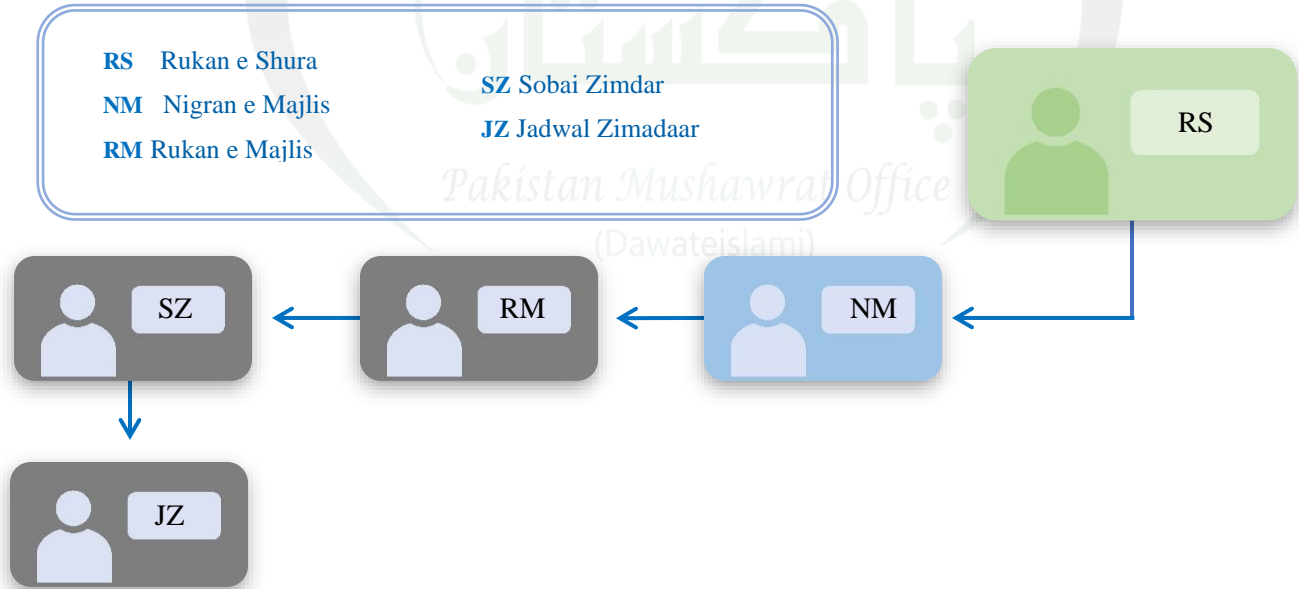 پاکستان
RS Rukan e Shura
NM Nigran e Majlis
RM Rukan e Majlis
SZ Sobai Zimdar
JZ Jadwal Zimadaar
Pakistan Mushawrat Office
(Dawateislami)
RS
SZ
RM
NM
JZ